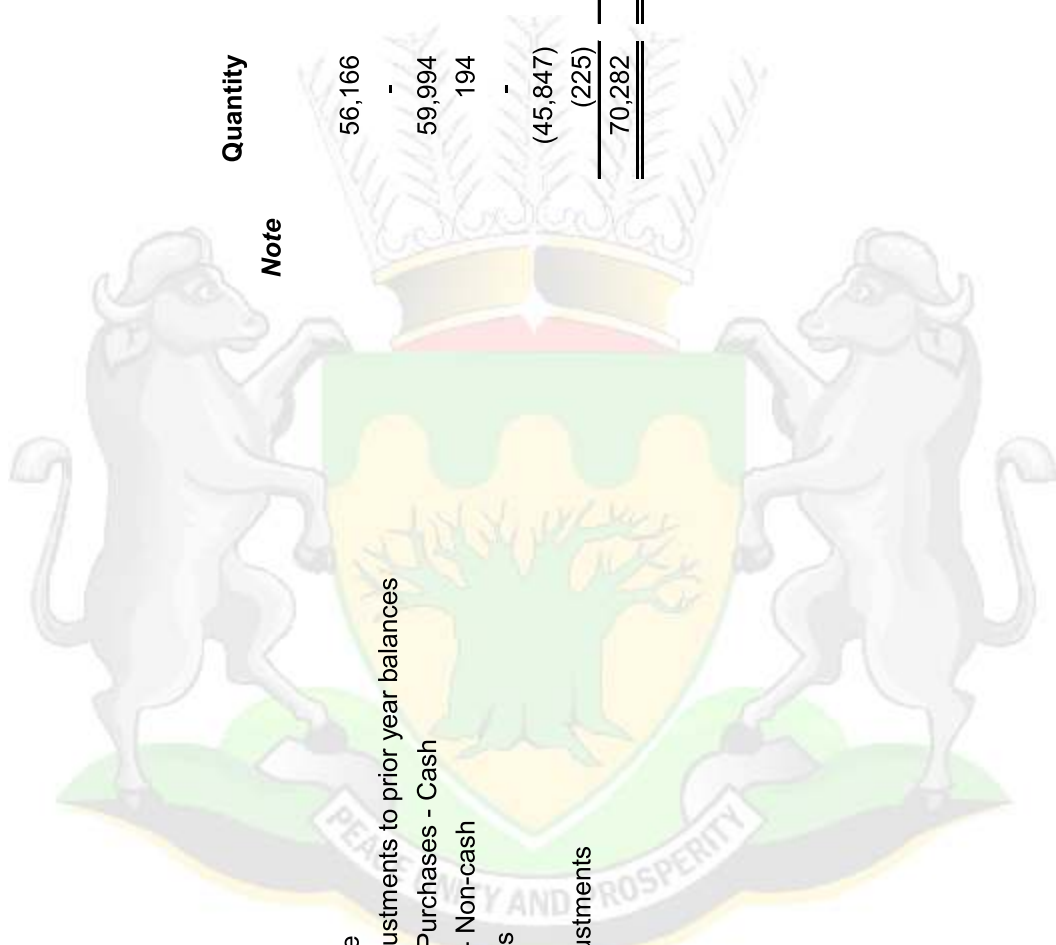 Quantity
Note
e 56,166
ustments to prior year balances -
Purchases - Cash 59,994
- Non-cash 194
s -
(45,847)
ustments (225)
70,282
PEACE UNITY AND PROSPERITY